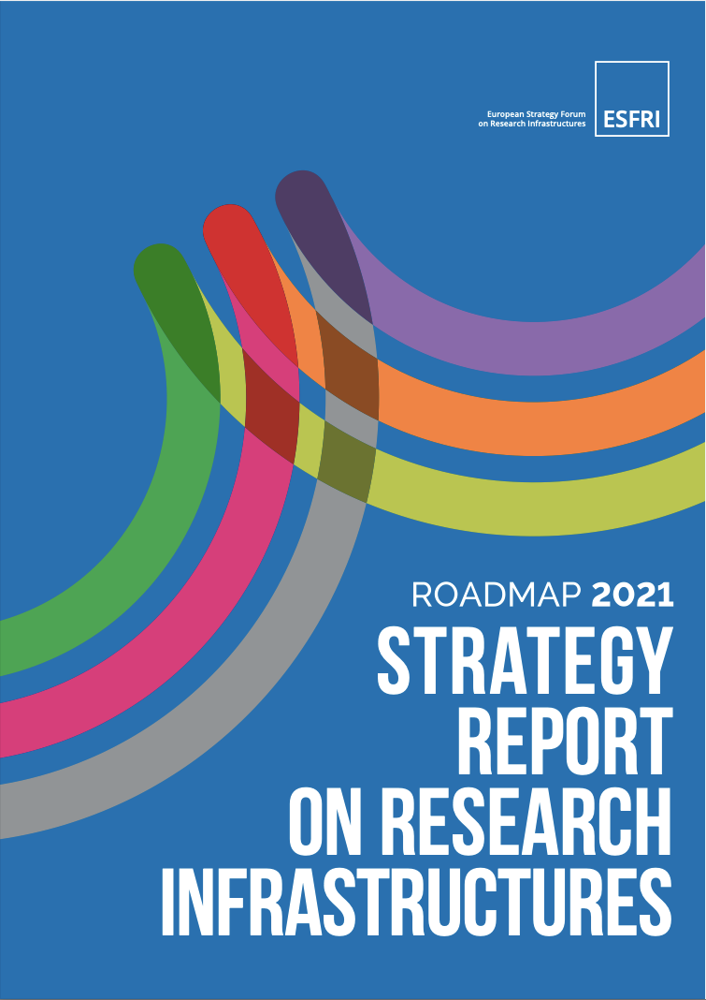 European Strategy Forum
on Research Infrastructures
ESFRI
ROADMAP 2021
STRATEGY
REPORT
ON RESEARCH
INFRASTRUCTURES